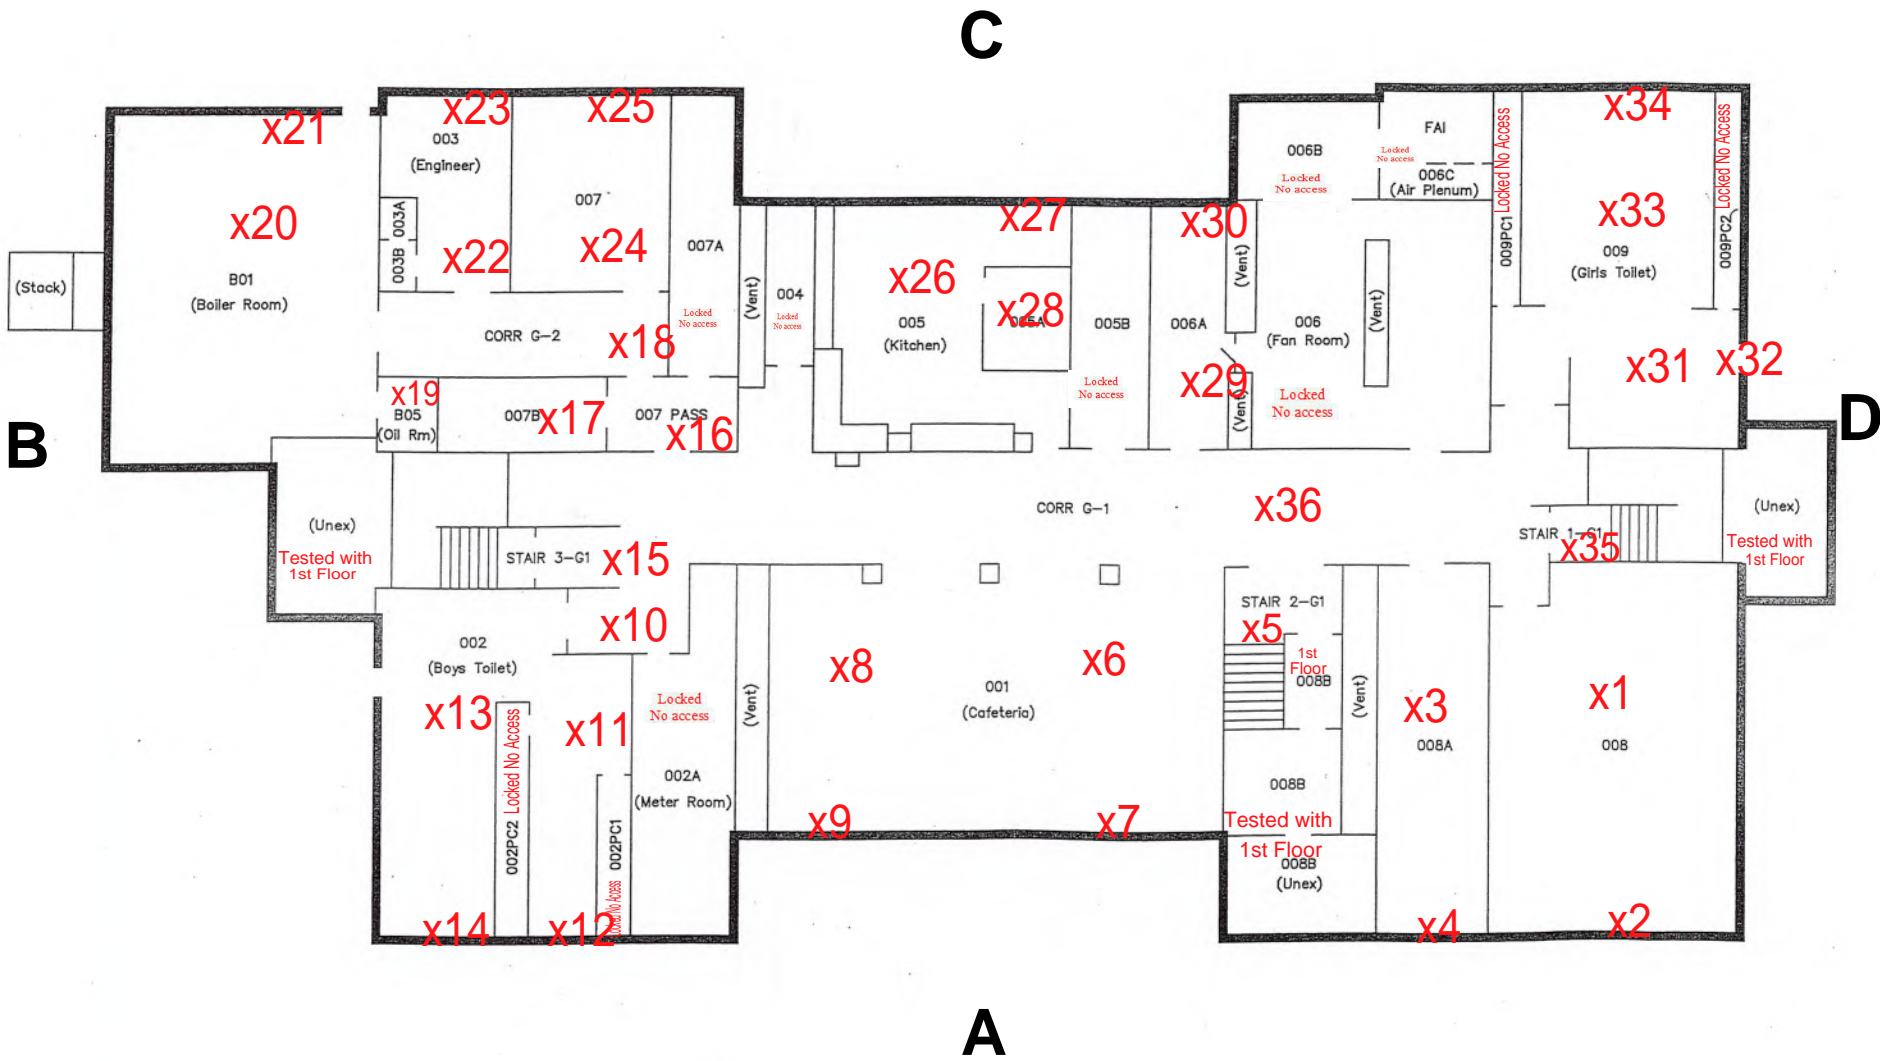 C
x21
x23
x25
x34
003
(Engineer)
007
007A
Locked
No access
003A
003B
x20
x22
x24
B01
(Boiler Room)
(Stack)
CORR G-2
x18
(Vent)
004
Locked
No access
x27
x26
x28
005
(Kitchen)
005B
Locked
No access
x30
006A
x29
(Vent)
(Vent)
006B
Locked
No access
FAI
Locked
No access
006C
(Air Plenum)
006
(Fan Room)
Locked
No access
(Vent)
Locked No Access
009PC1
x33
009
(Girls Toilet)
Locked No Access
009PC2
x31
x32
x19
B05
(Oil Rm)
007B
x17
007 PASS
x16
B
D
(Unex)
Tested with
1st Floor
STAIR 3-G1
x15
CORR G-1
x36
STAIR 1-G1
x35
(Unex)
Tested with
1st Floor
x10
002
(Boys Toilet)
x13
x11
Locked No Access
002PC2
002PC1
Locked No Access
x14
x12
Locked
No access
002A
(Meter Room)
(Vent)
x8
x6
001
(Cafeteria)
x9
x7
STAIR 2-G1
x5
1st
Floor
008B
(Vent)
008B
Tested with
1st Floor
008B
(Unex)
x3
008A
x4
x1
008
x2
A